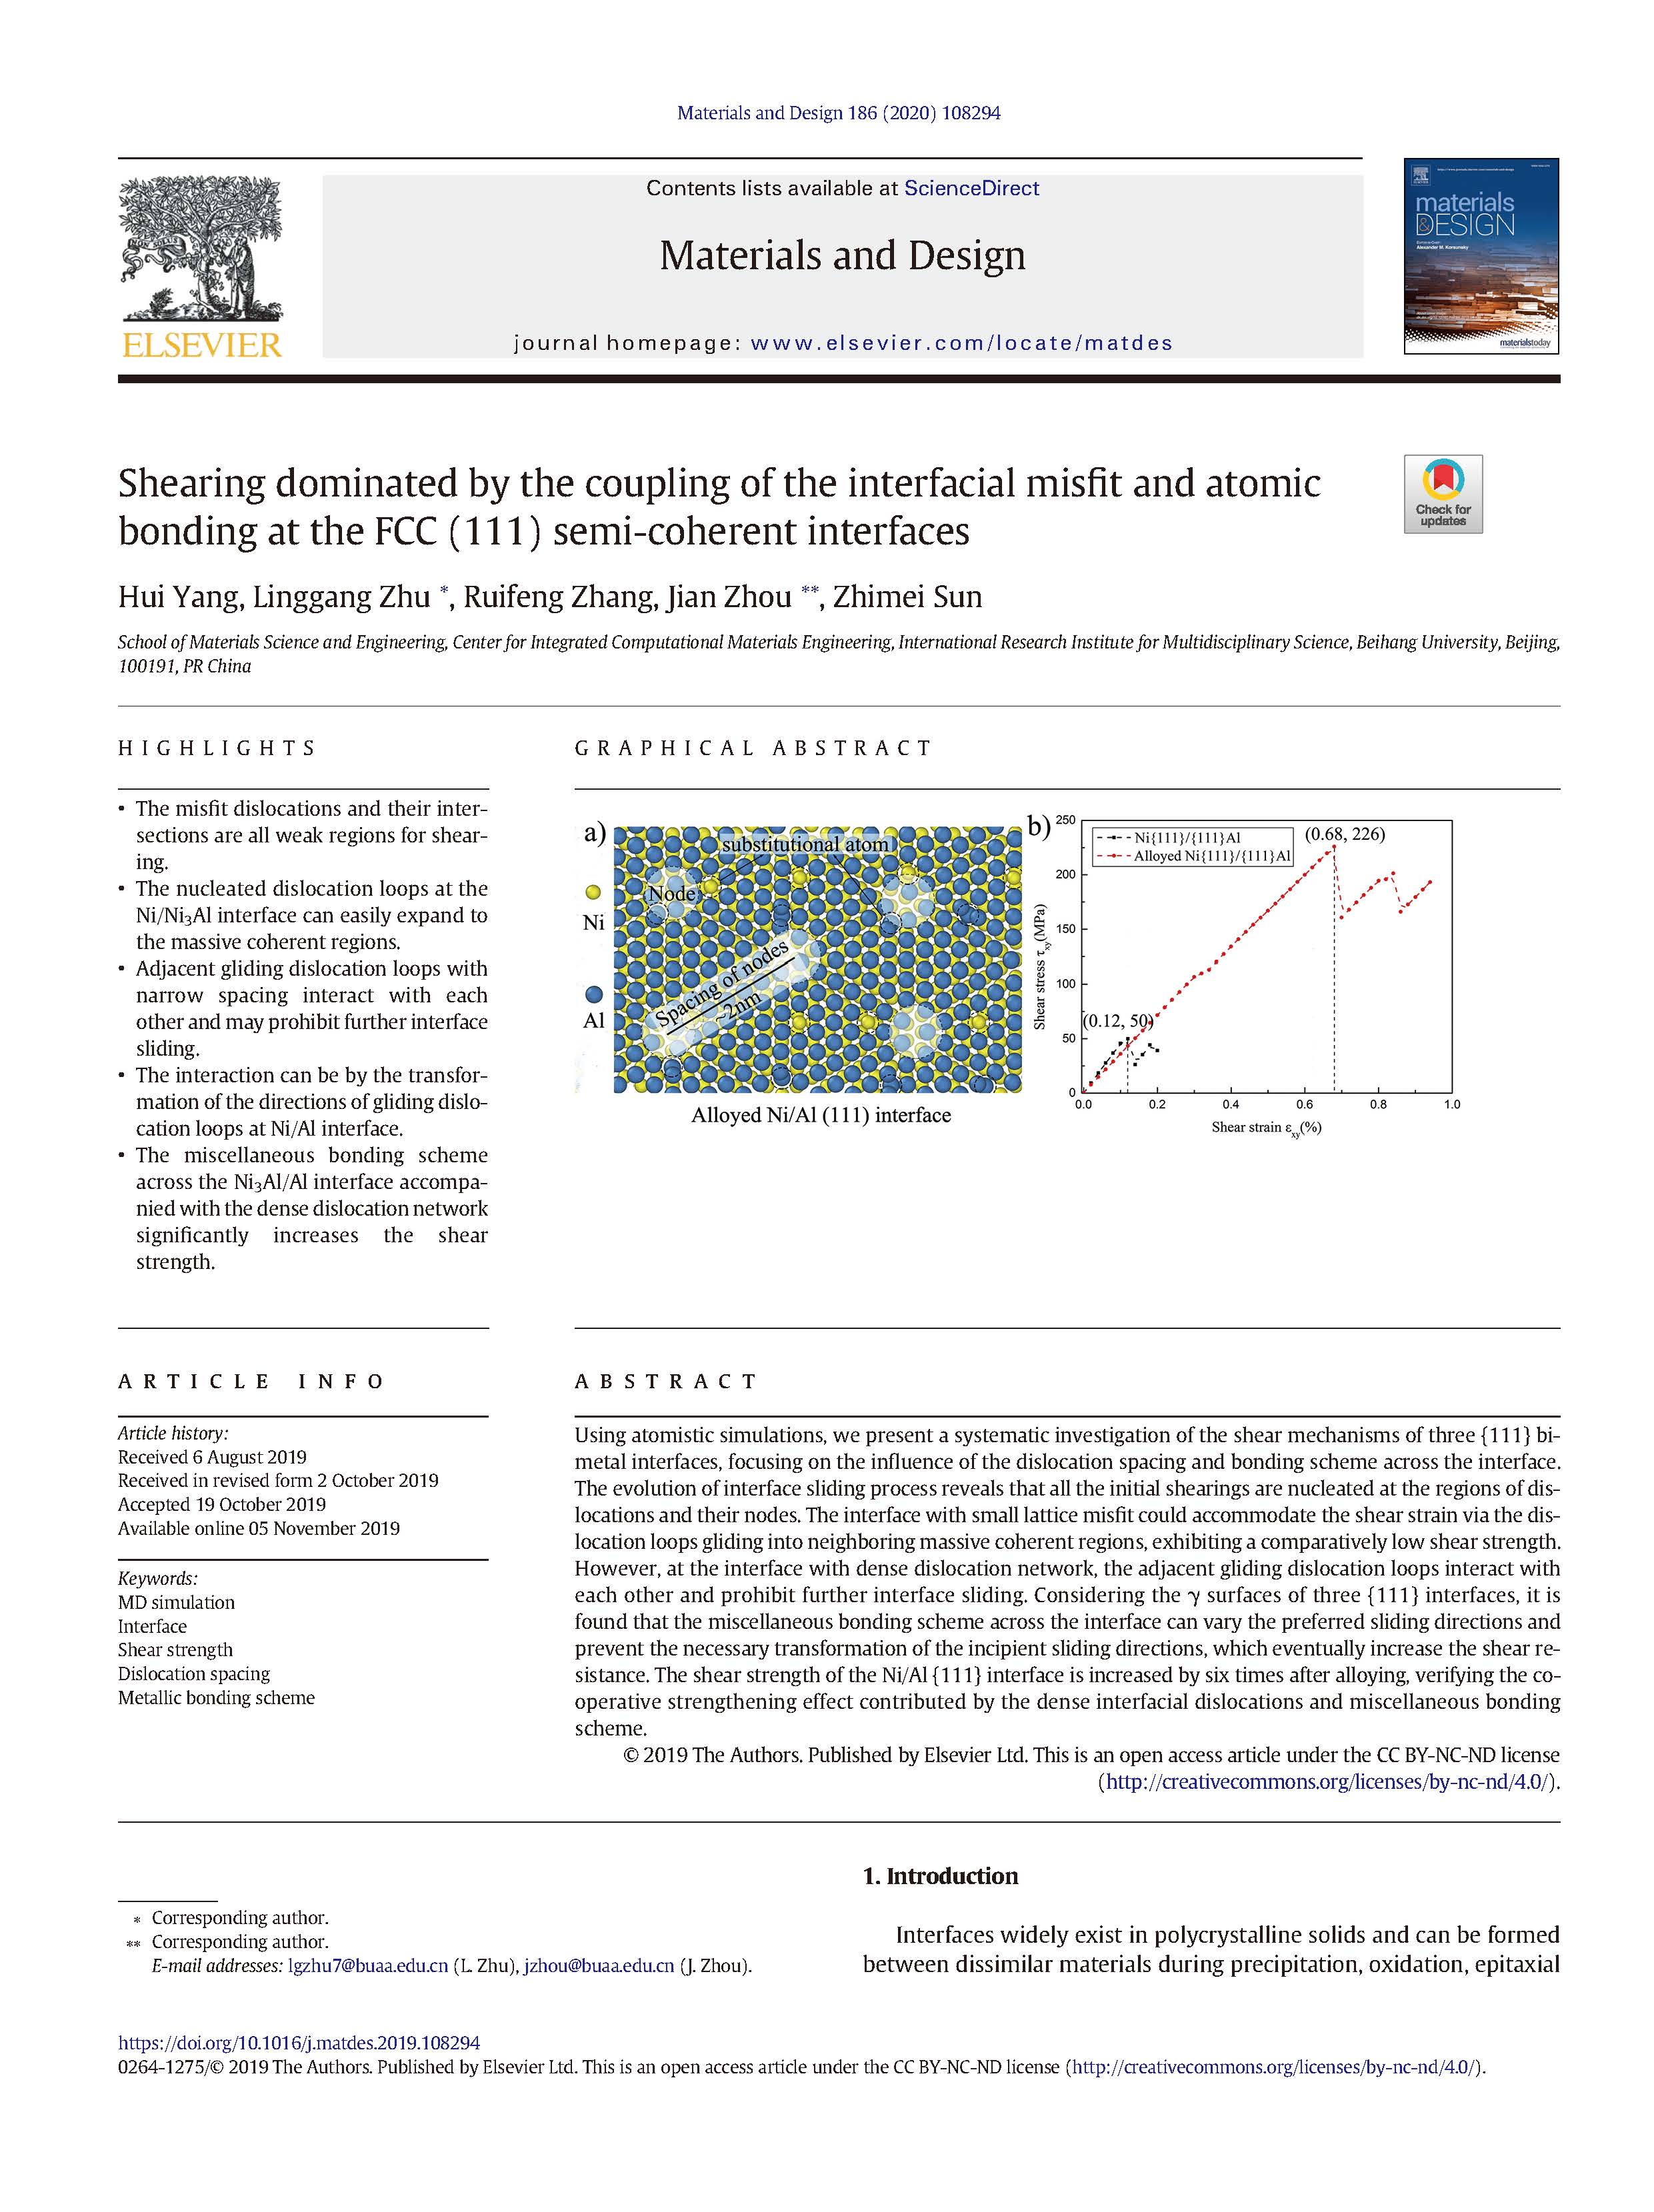 Materials and Design 186 (2020) 108294
Contents lists available at ScienceDirect
Materials and Design
journal homepage: www.elsevier.com/locate/matdes
ELSEVIER
materials
&DESIGN
materialstoday
Shearing dominated by the coupling of the interfacial misfit and atomic
bonding at the FCC (111) semi-coherent interfaces
Check for
updates
Hui Yang, Linggang Zhu *, Ruifeng Zhang, Jian Zhou **, Zhimei Sun
School of Materials Science and Engineering, Center for Integrated Computational Materials Engineering, International Research Institute for Multidisciplinary Science, Beihang University, Beijing,
100191, PR China
HIGHLIGHTS
• The misfit dislocations and their inter-
sections are all weak regions for shear-
ing.
• The nucleated dislocation loops at the
Ni/Ni3Al interface can easily expand to
the massive coherent regions.
• Adjacent gliding dislocation loops with
narrow spacing interact with each
other and may prohibit further interface
sliding.
• The interaction can be by the transfor-
mation of the directions of gliding dislo-
cation loops at Ni/Al interface.
• The miscellaneous bonding scheme
across the Ni3Al/Al interface accompa-
nied with the dense dislocation network
significantly increases the shear
strength.
GRAPHICAL ABSTRACT
a)
substitutional atom
Node
Ni
Spacing of nodes
~2nm
Al
Alloyed Ni/Al (111) interface
b)
250
200
150
100
50
0
Shear stress τxy(MPa)
Ni{111}/{111}Al
Alloyed Ni{111}/{111}Al
(0.68, 226)
(0.12, 50)
0.0 0.2 0.4 0.6 0.8 1.0
Shear strain εxy(%)
ARTICLE INFO
Article history:
Received 6 August 2019
Received in revised form 2 October 2019
Accepted 19 October 2019
Available online 05 November 2019
Keywords:
MD simulation
Interface
Shear strength
Dislocation spacing
Metallic bonding scheme
ABSTRACT
Using atomistic simulations, we present a systematic investigation of the shear mechanisms of three {111} bi-
metal interfaces, focusing on the influence of the dislocation spacing and bonding scheme across the interface.
The evolution of interface sliding process reveals that all the initial shearings are nucleated at the regions of dis-
locations and their nodes. The interface with small lattice misfit could accommodate the shear strain via the dis-
location loops gliding into neighboring massive coherent regions, exhibiting a comparatively low shear strength.
However, at the interface with dense dislocation network, the adjacent gliding dislocation loops interact with
each other and prohibit further interface sliding. Considering the γ surfaces of three {111} interfaces, it is
found that the miscellaneous bonding scheme across the interface can vary the preferred sliding directions and
prevent the necessary transformation of the incipient sliding directions, which eventually increase the shear re-
sistance. The shear strength of the Ni/Al {111} interface is increased by six times after alloying, verifying the co-
operative strengthening effect contributed by the dense interfacial dislocations and miscellaneous bonding
scheme.
© 2019 The Authors. Published by Elsevier Ltd. This is an open access article under the CC BY-NC-ND license
(http://creativecommons.org/licenses/by-nc-nd/4.0/).
1. Introduction
Interfaces widely exist in polycrystalline solids and can be formed
between dissimilar materials during precipitation, oxidation, epitaxial
* Corresponding author.
** Corresponding author.
E-mail addresses: lgzhu7@buaa.edu.cn (L. Zhu), jzhou@buaa.edu.cn (J. Zhou).
https://doi.org/10.1016/j.matdes.2019.108294
0264-1275/© 2019 The Authors. Published by Elsevier Ltd. This is an open access article under the CC BY-NC-ND license (http://creativecommons.org/licenses/by-nc-nd/4.0/).